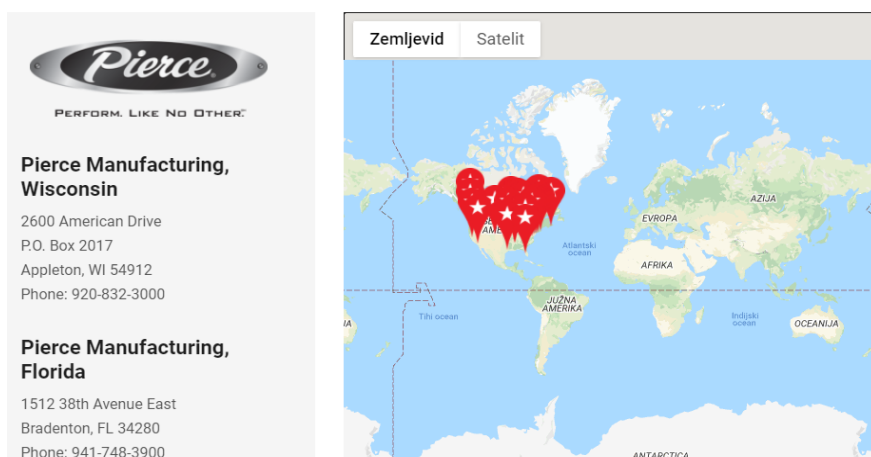 Pierce
PERFORM. LIKE NO OTHER.
Pierce Manufacturing,
Wisconsin
2600 American Drive
P.O. Box 2017
Appleton, WI 54912
Phone: 920-832-3000
Pierce Manufacturing,
Florida
1512 38th Avenue East
Bradenton, FL 34280
Phone: 941-748-3900
Zemljevid
Satelit
AZIJA
EVROPA
Atlantski
ocean
AFRIKA
JUŽNA
AMERIKA
Tihi ocean
Indijski
ocean
OCEANIJA
ANTARCTICA